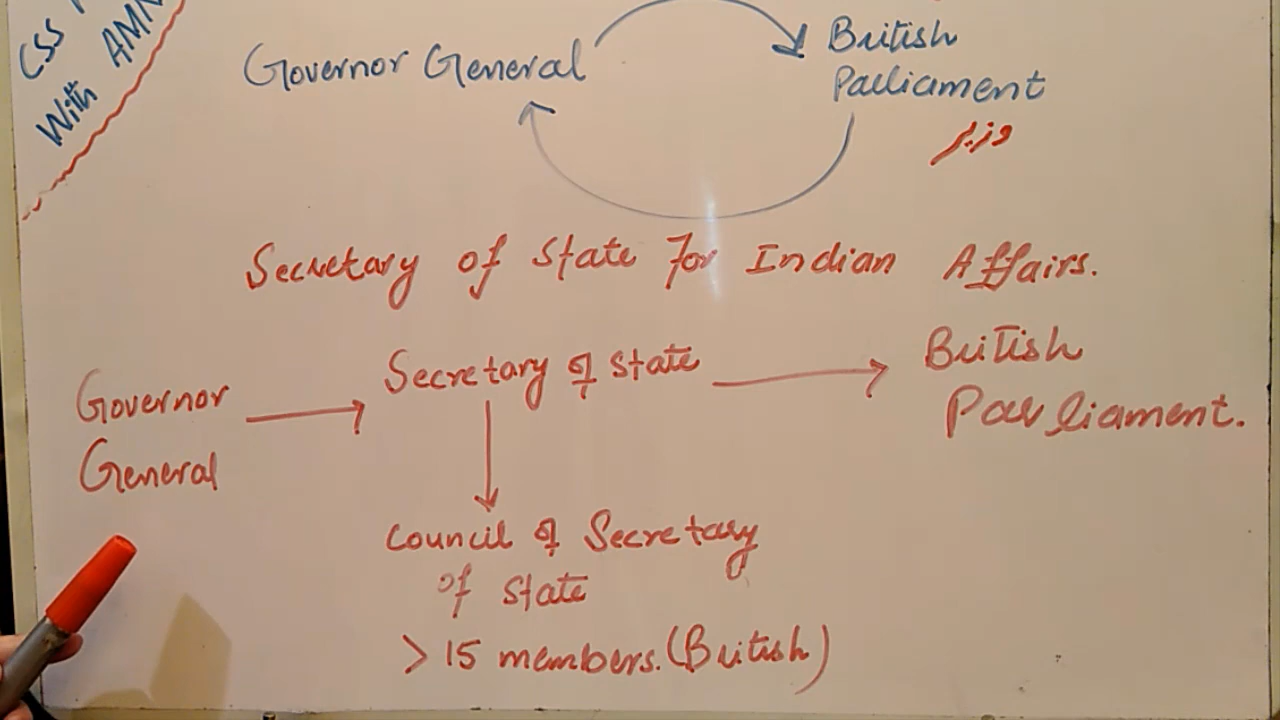 CSS
With AMN
Governor General
British
Parliament
وزیر
Secretary of State For Indian Affairs.
Governor
General
Secretary of State
British
Parliament.
Council of Secretary
of State
> 15 members. (British)